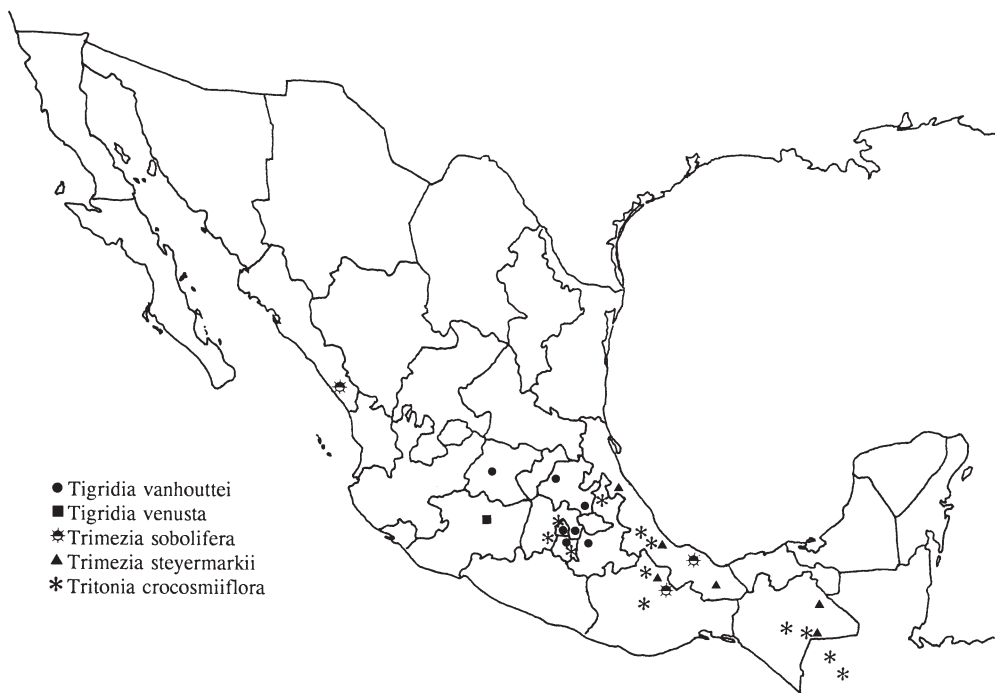 Tigridia vanhouttei
Tigridia venusta
Trimezia sobolifera
Trimezia steyermarkii
Tritonia crocosmiiflora